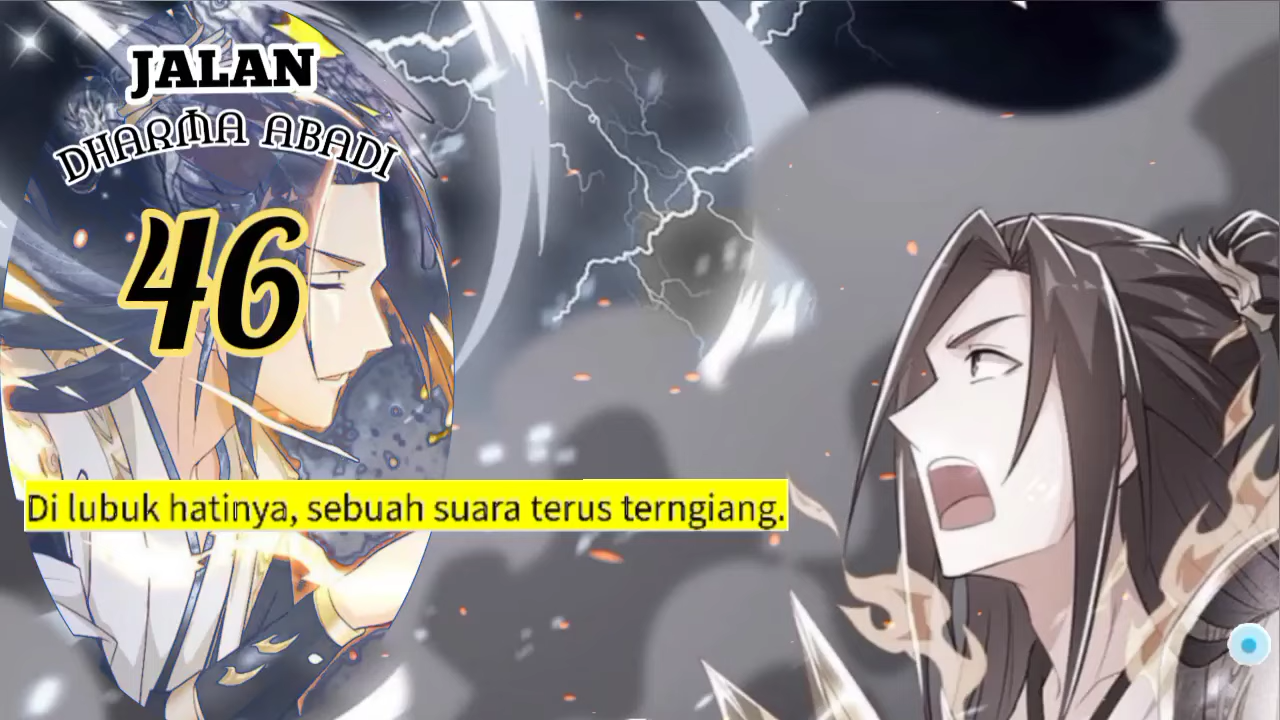 JALAN
DHARMA ABADI
46
Di lubuk hatinya, sebuah suara terus terngiang.